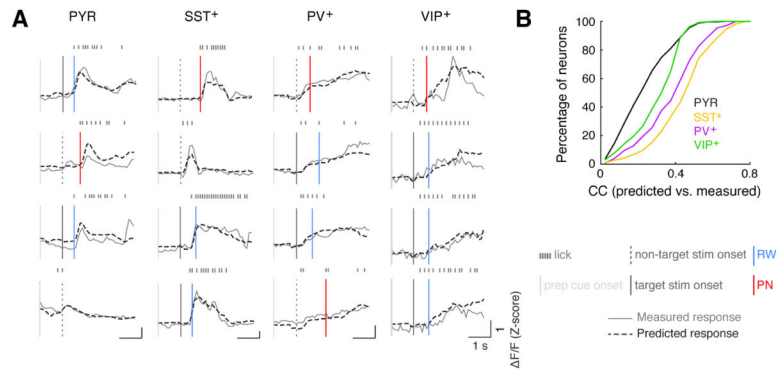 A
PYR
SST+
PV+
VIP+
1 s
1
ΔF/F (Z-score)
B
Percentage of neurons
100
80
60
40
20
0
PYR
SST+
PV+
VIP+
0
0.4
0.8
CC (predicted vs. measured)
lick
non-target stim onset
RW
prep cue onset
target stim onset
PN
Measured response
Predicted response